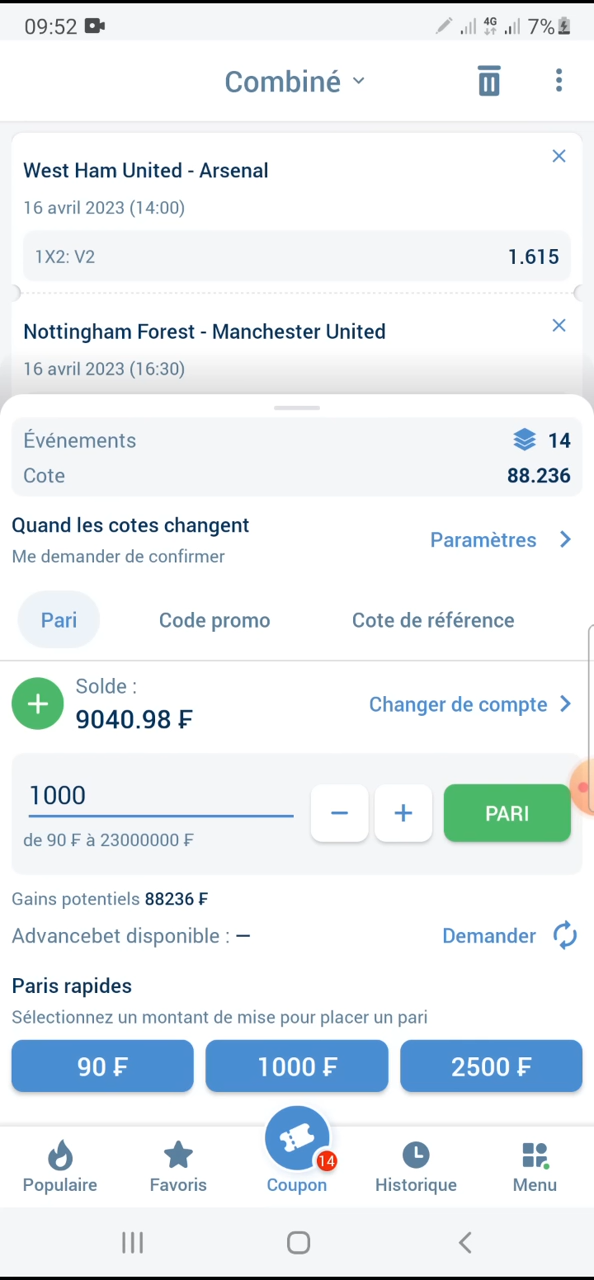 09:52
4G
7%
Combiné
West Ham United - Arsenal
16 avril 2023 (14:00)
1X2: V2
1.615
Nottingham Forest - Manchester United
16 avril 2023 (16:30)
Événements
14
Cote
88.236
Quand les cotes changent
Me demander de confirmer
Paramètres
Pari
Code promo
Cote de référence
Solde :
9040.98 ₣
Changer de compte
1000
de 90 ₣ à 23000000 ₣
PARI
Gains potentiels 88236 ₣
Advancebet disponible : —
Demander
Paris rapides
Sélectionnez un montant de mise pour placer un pari
90 ₣
1000 ₣
2500 ₣
14
Populaire
Favoris
Coupon
Historique
Menu